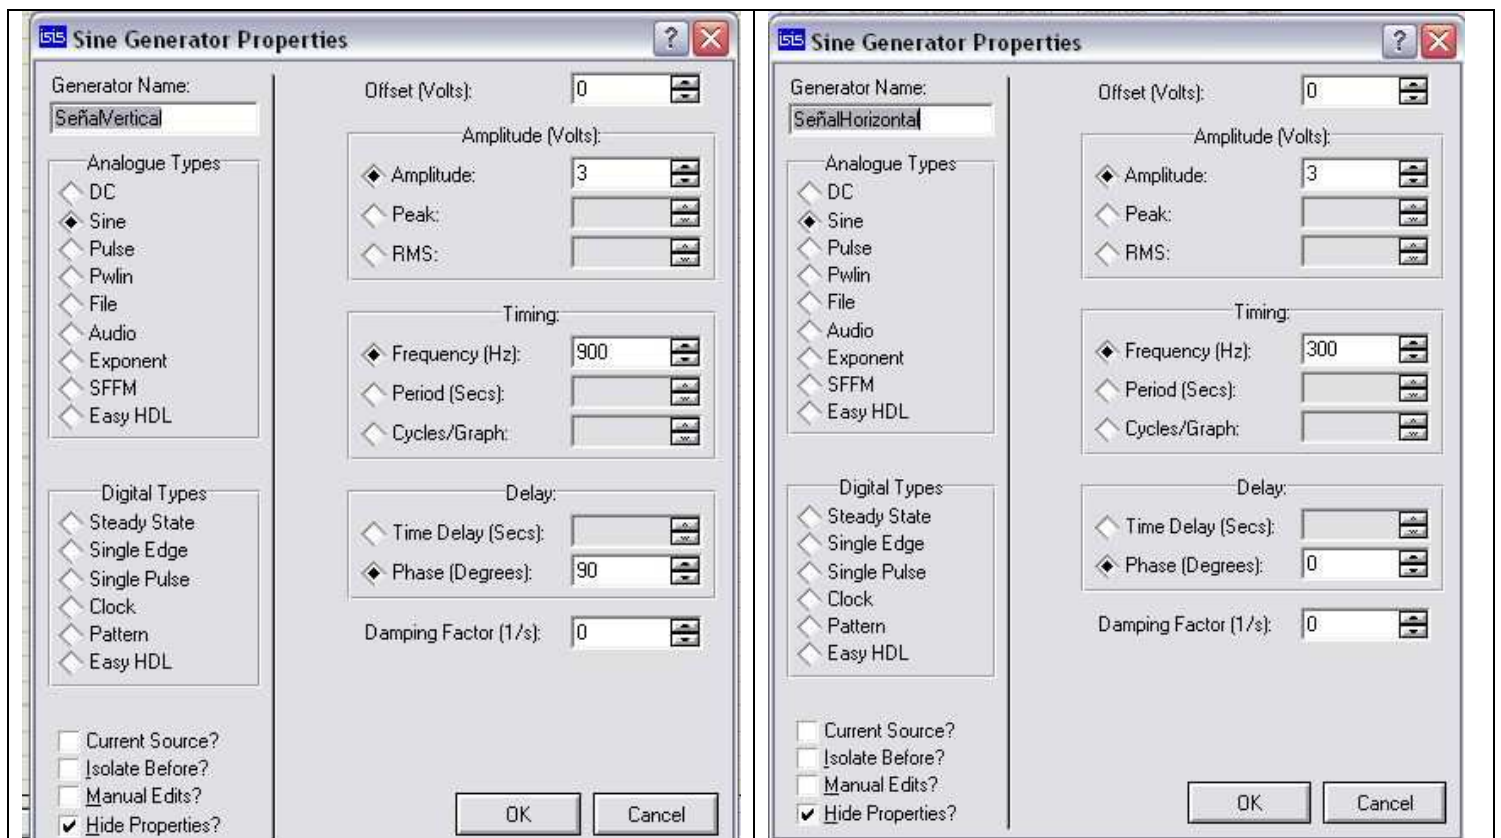 isis Sine Generator Properties
Generator Name:
SeñalVertical
Analogue Types
DC
Sine
Pulse
Pwlin
File
Audio
Exponent
SFFM
Easy HDL
Digital Types
Steady State
Single Edge
Single Pulse
Clock
Pattern
Easy HDL
Current Source?
Isolate Before?
Manual Edits?
Hide Properties?
Offset (Volts): 0
Amplitude (Volts):
Amplitude: 3
Peak:
RMS:
Timing:
Frequency (Hz): 900
Period (Secs):
Cycles/Graph:
Delay:
Time Delay (Secs):
Phase (Degrees): 90
Damping Factor (1/s): 0
OK Cancel
isis Sine Generator Properties
Generator Name:
SeñalHorizontal
Analogue Types
DC
Sine
Pulse
Pwlin
File
Audio
Exponent
SFFM
Easy HDL
Digital Types
Steady State
Single Edge
Single Pulse
Clock
Pattern
Easy HDL
Current Source?
Isolate Before?
Manual Edits?
Hide Properties?
Offset (Volts): 0
Amplitude (Volts):
Amplitude: 3
Peak:
RMS:
Timing:
Frequency (Hz): 300
Period (Secs):
Cycles/Graph:
Delay:
Time Delay (Secs):
Phase (Degrees): 0
Damping Factor (1/s): 0
OK Cancel